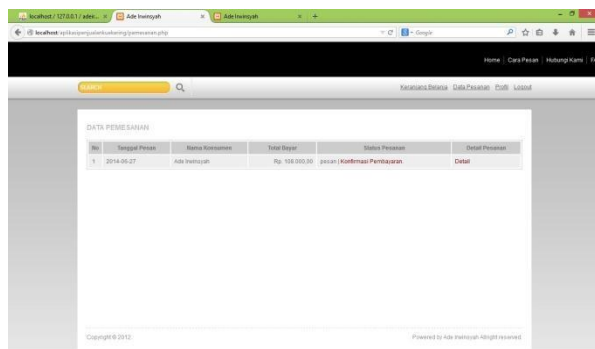 localhost / 127.0.0.1 / adeir...
Ade Irwinsyah
Ade Irwinsyah
localhost/aplikasipenjualankatering/pemesanan.php
Google
Home | Cara Pesan | Hubungi Kami |
SEARCH
Keranjang Belanja Data Pesanan Profil Logout
DATA PEMESANAN
No Tanggal Pesan Nama Konsumen Total Bayar Status Pesanan Detail Pesanan
1 2014-06-27 Ade Irwinsyah Rp. 108.000,00 pesan | Konfirmasi Pembayaran Detail
Copyright © 2012
Powered by Ade Irwinsyah Allright reserved